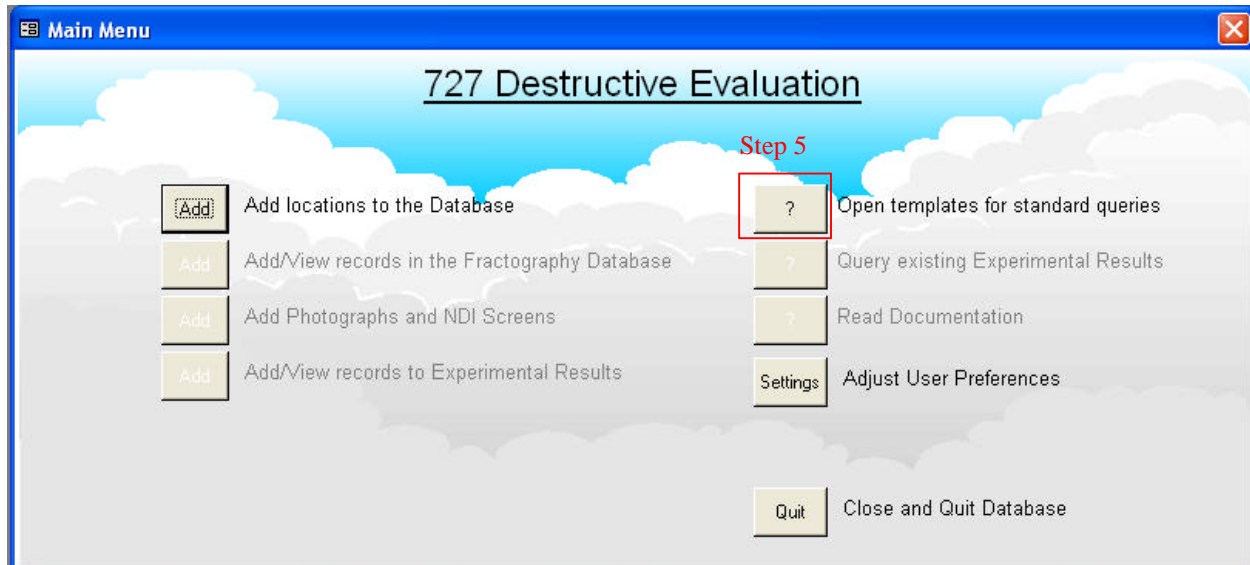 Main Menu
727 Destructive Evaluation
Step 5
Add Add locations to the Database
? Open templates for standard queries
Add Add/View records in the Fractography Database
? Query existing Experimental Results
Add Add Photographs and NDI Screens
? Read Documentation
Add Add/View records to Experimental Results
Settings Adjust User Preferences
Quit Close and Quit Database